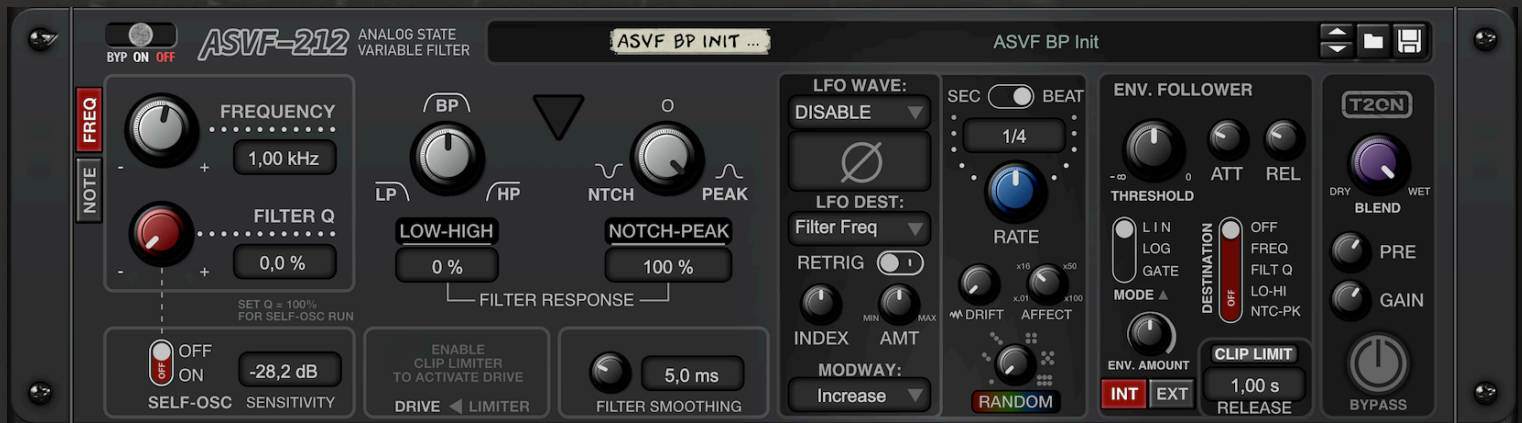 BYP ON OFF
ASVF-212
ANALOG STATE
VARIABLE FILTER
ASVF BP INIT ...
ASVF BP Init
FREQ
NOTE
FREQUENCY
- +
1,00 kHz
FILTER Q
- +
0,0 %
SET Q = 100%
FOR SELF-OSC RUN
BP
LP HP
LOW-HIGH
0 %
O
NTCH PEAK
NOTCH-PEAK
100 %
FILTER RESPONSE
OFF
OFF
ON
SELF-OSC
-28,2 dB
SENSITIVITY
ENABLE
CLIP LIMITER
TO ACTIVATE DRIVE
DRIVE LIMITER
5,0 ms
FILTER SMOOTHING
LFO WAVE:
DISABLE
LFO DEST:
Filter Freq
RETRIG
INDEX
MIN MAX
AMT
MODWAY:
Increase
SEC BEAT
1/4
RATE
DRIFT
x16 x50
x.01 x100
AFFECT
RANDOM
ENV. FOLLOWER
-∞ 0
THRESHOLD
ATT
REL
LIN
LOG
GATE
MODE
DESTINATION
OFF
OFF
FREQ
FILT Q
LO-HI
NTC-PK
ENV. AMOUNT
INT EXT
CLIP LIMIT
1,00 s
RELEASE
T2ON
DRY WET
BLEND
PRE
GAIN
BYPASS